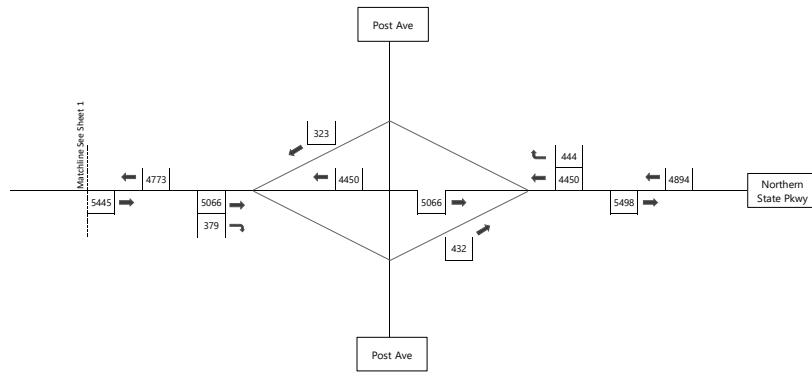 Post Ave
Matchline See Sheet 1
323
444
4773
4450
4450
4894
Northern
State Pkwy
5445
5066
5066
5498
379
432
Post Ave